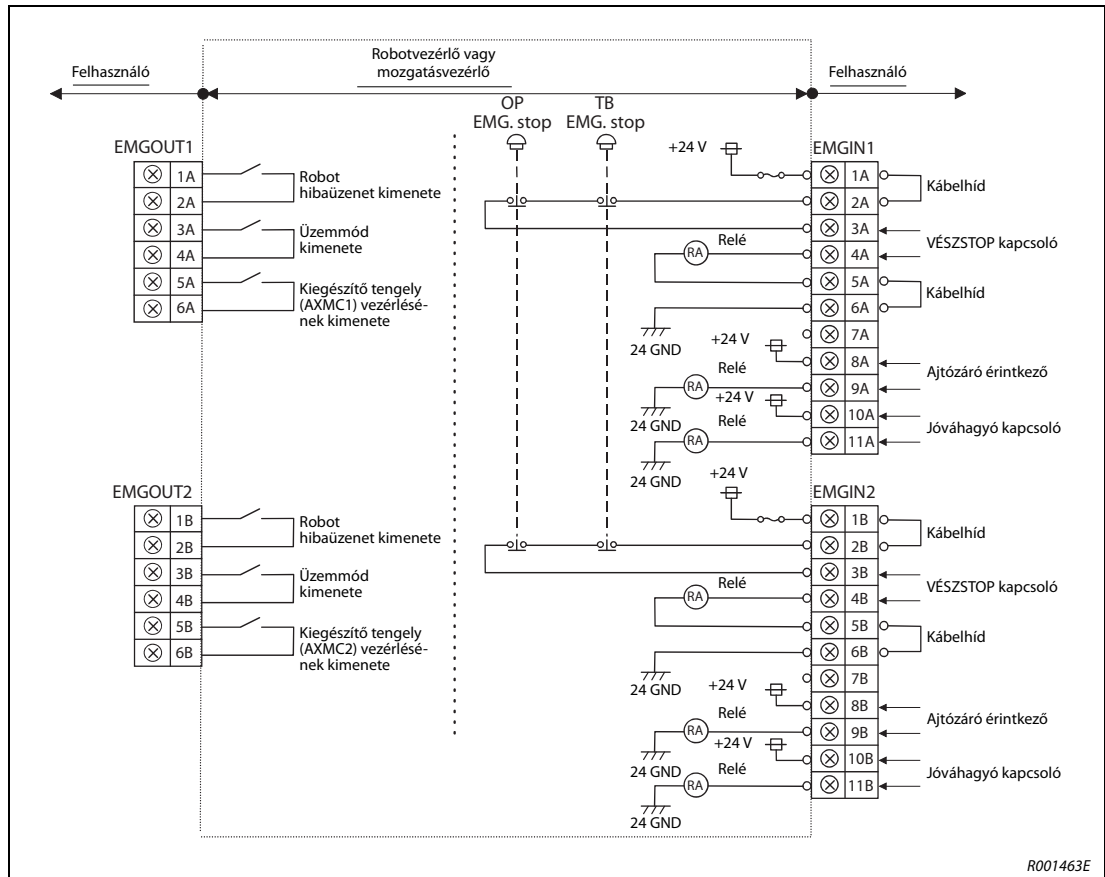 Felhasználó
Robotvezérlő vagy
mozgatásvezérlő
Felhasználó
OP
EMG. stop
TB
EMG. stop
EMGOUT1
1A
2A
3A
4A
5A
6A
Robot
hibaüzenet kimenete
Üzemmód
kimenete
Kiegészítő tengely
(AXMC1) vezérlésé-
nek kimenete
+24 V
Relé
RA
24 GND
+24 V
Relé
RA
+24 V
24 GND
Relé
RA
24 GND
EMGIN1
1A
2A
3A
4A
5A
6A
7A
8A
9A
10A
11A
Kábelhíd
VÉSZSTOP kapcsoló
Kábelhíd
Ajtózáró érintkező
Jóváhagyó kapcsoló
EMGOUT2
1B
2B
3B
4B
5B
6B
Robot
hibaüzenet kimenete
Üzemmód
kimenete
Kiegészítő tengely
(AXMC2) vezérlésé-
nek kimenete
+24 V
Relé
RA
24 GND
+24 V
Relé
RA
+24 V
24 GND
Relé
RA
24 GND
EMGIN2
1B
2B
3B
4B
5B
6B
7B
8B
9B
10B
11B
Kábelhíd
VÉSZSTOP kapcsoló
Kábelhíd
Ajtózáró érintkező
Jóváhagyó kapcsoló
R001463E